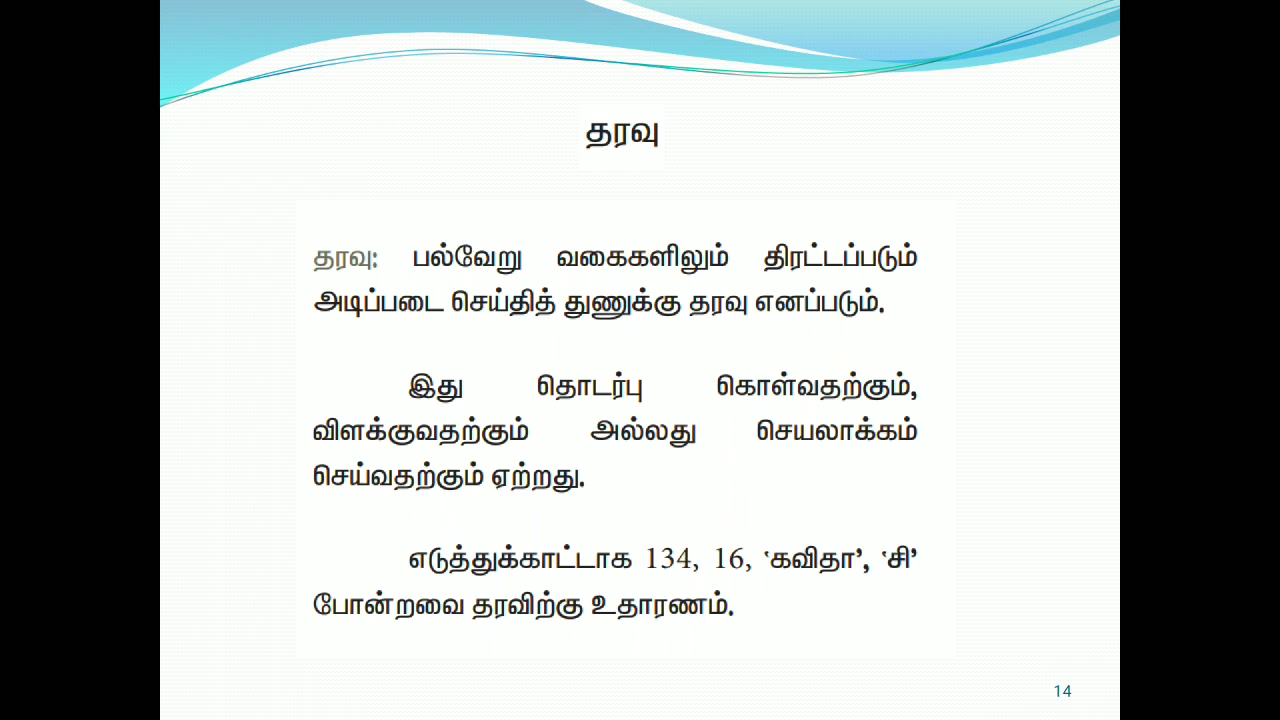 தரவு
தரவு: பல்வேறு வகைகளிலும் திரட்டப்படும்
அடிப்படை செய்தித் துணுக்கு தரவு எனப்படும்.
இது தொடர்பு கொள்வதற்கும்,
விளக்குவதற்கும் அல்லது செயலாக்கம்
செய்வதற்கும் ஏற்றது.
எடுத்துக்காட்டாக 134, 16, ‘கவிதா’, ‘சி’
போன்றவை தரவிற்கு உதாரணம்.
14